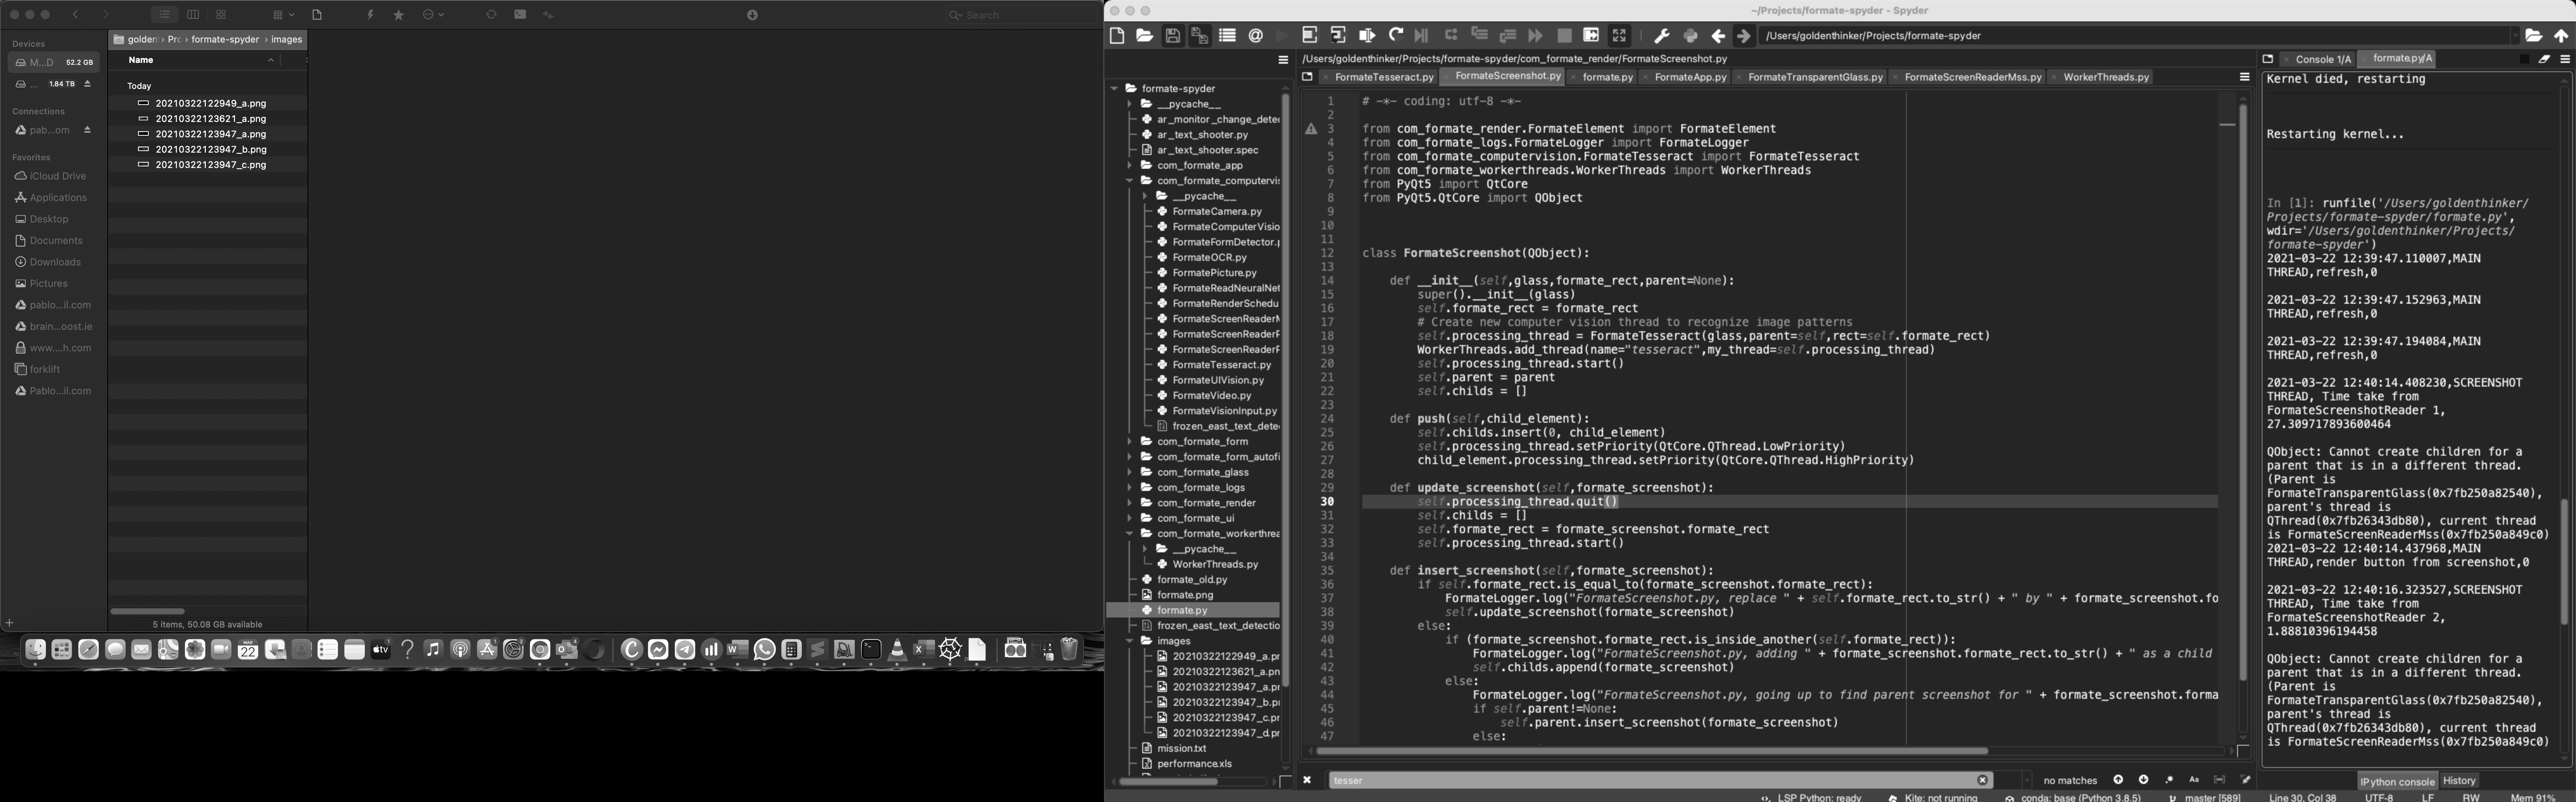 Search
Devices
M...D 52.2 GB
... 1.84 TB
Connections
pab...om
Favorites
iCloud Drive
Applications
Desktop
Documents
Downloads
Pictures
pablo...il.com
brain...oost.ie
www....h.com
forklift
Pablo...il.com
golden › Pr › formate-spyder › images
Name
Today
20210322122949_a.png
20210322123621_a.png
20210322123947_a.png
20210322123947_b.png
20210322123947_c.png
5 items, 50.08 GB available
MAR
22
tv
~/Projects/formate-spyder - Spyder
/Users/goldenthinker/Projects/formate-spyder
formate-spyder
__pycache__
ar_monitor_change_dete
ar_text_shooter.py
ar_text_shooter.spec
com_formate_app
com_formate_computervis
__pycache__
FormateCamera.py
FormateComputerVisio
FormateFormDetector.p
FormateOCR.py
FormatePicture.py
FormateReadNeuralNet
FormateRenderSchedu
FormateScreenReaderM
FormateScreenReaderF
FormateScreenReaderF
FormateTesseract.py
FormateUIVision.py
FormateVideo.py
FormateVisionInput.py
frozen_east_text_dete
com_formate_form
com_formate_form_autofi
com_formate_glass
com_formate_logs
com_formate_render
com_formate_ui
com_formate_workerthrea
__pycache__
WorkerThreads.py
formate_old.py
formate.png
formate.py
frozen_east_text_detectio
images
20210322122949_a.pr
20210322123621_a.pn
20210322123947_a.pr
20210322123947_b.pr
20210322123947_c.pr
20210322123947_d.pr
mission.txt
performance.xls
/Users/goldenthinker/Projects/formate-spyder/com_formate_render/FormateScreenshot.py
FormateTesseract.py FormateScreenshot.py formate.py FormateApp.py FormateTransparentGlass.py FormateScreenReaderMss.py WorkerThreads.py
1 # -*- coding: utf-8 -*-
2
3 from com_formate_render.FormateElement import FormateElement
4 from com_formate_logs.FormateLogger import FormateLogger
5 from com_formate_computervision.FormateTesseract import FormateTesseract
6 from com_formate_workerthreads.WorkerThreads import WorkerThreads
7 from PyQt5 import QtCore
8 from PyQt5.QtCore import QObject
9
10
11
12 class FormateScreenshot(QObject):
13
14 def __init__(self,glass,formate_rect,parent=None):
15 super().__init__(glass)
16 self.formate_rect = formate_rect
17 # Create new computer vision thread to recognize image patterns
18 self.processing_thread = FormateTesseract(glass,parent=self,rect=self.formate_rect)
19 WorkerThreads.add_thread(name="tesseract",my_thread=self.processing_thread)
20 self.processing_thread.start()
21 self.parent = parent
22 self.childs = []
23
24 def push(self,child_element):
25 self.childs.insert(0, child_element)
26 self.processing_thread.setPriority(QtCore.QThread.LowPriority)
27 child_element.processing_thread.setPriority(QtCore.QThread.HighPriority)
28
29 def update_screenshot(self,formate_screenshot):
30 self.processing_thread.quit()
31 self.childs = []
32 self.formate_rect = formate_screenshot.formate_rect
33 self.processing_thread.start()
34
35 def insert_screenshot(self,formate_screenshot):
36 if self.formate_rect.is_equal_to(formate_screenshot.formate_rect):
37 FormateLogger.log("FormateScreenshot.py, replace " + self.formate_rect.to_str() + " by " + formate_screenshot.fo
38 self.update_screenshot(formate_screenshot)
39 else:
40 if (formate_screenshot.formate_rect.is_inside_another(self.formate_rect)):
41 FormateLogger.log("FormateScreenshot.py, adding " + formate_screenshot.formate_rect.to_str() + " as a child
42 self.childs.append(formate_screenshot)
43 else:
44 FormateLogger.log("FormateScreenshot.py, going up to find parent screenshot for " + formate_screenshot.forma
45 if self.parent!=None:
46 self.parent.insert_screenshot(formate_screenshot)
47 else:
tesser
no matches
Aa
Console 1/A formate.py/A
Kernel died, restarting
Restarting kernel...
In [1]: runfile('/Users/goldenthinker/
Projects/formate-spyder/formate.py',
wdir='/Users/goldenthinker/Projects/
formate-spyder')
2021-03-22 12:39:47.110007,MAIN
THREAD,refresh,0
2021-03-22 12:39:47.152963,MAIN
THREAD,refresh,0
2021-03-22 12:39:47.194084,MAIN
THREAD,refresh,0
2021-03-22 12:40:14.408230,SCREENSHOT
THREAD, Time take from
FormateScreenshotReader 1,
27.309717893600464
QObject: Cannot create children for a
parent that is in a different thread.
(Parent is
FormateTransparentGlass(0x7fb250a82540),
parent's thread is
QThread(0x7fb26343db80), current thread
is FormateScreenReaderMss(0x7fb250a849c0)
2021-03-22 12:40:14.437968,MAIN
THREAD,render button from screenshot,0
2021-03-22 12:40:16.323527,SCREENSHOT
THREAD, Time take from
FormateScreenshotReader 2,
1.88810396194458
QObject: Cannot create children for a
parent that is in a different thread.
(Parent is
FormateTransparentGlass(0x7fb250a82540),
parent's thread is
QThread(0x7fb26343db80), current thread
is FormateScreenReaderMss(0x7fb250a849c0)
IPython console History
LSP Python: ready Kite: not running conda: base (Python 3.8.5) master [589] Line 30, Col 38 UTF-8 LF RW Mem 91%